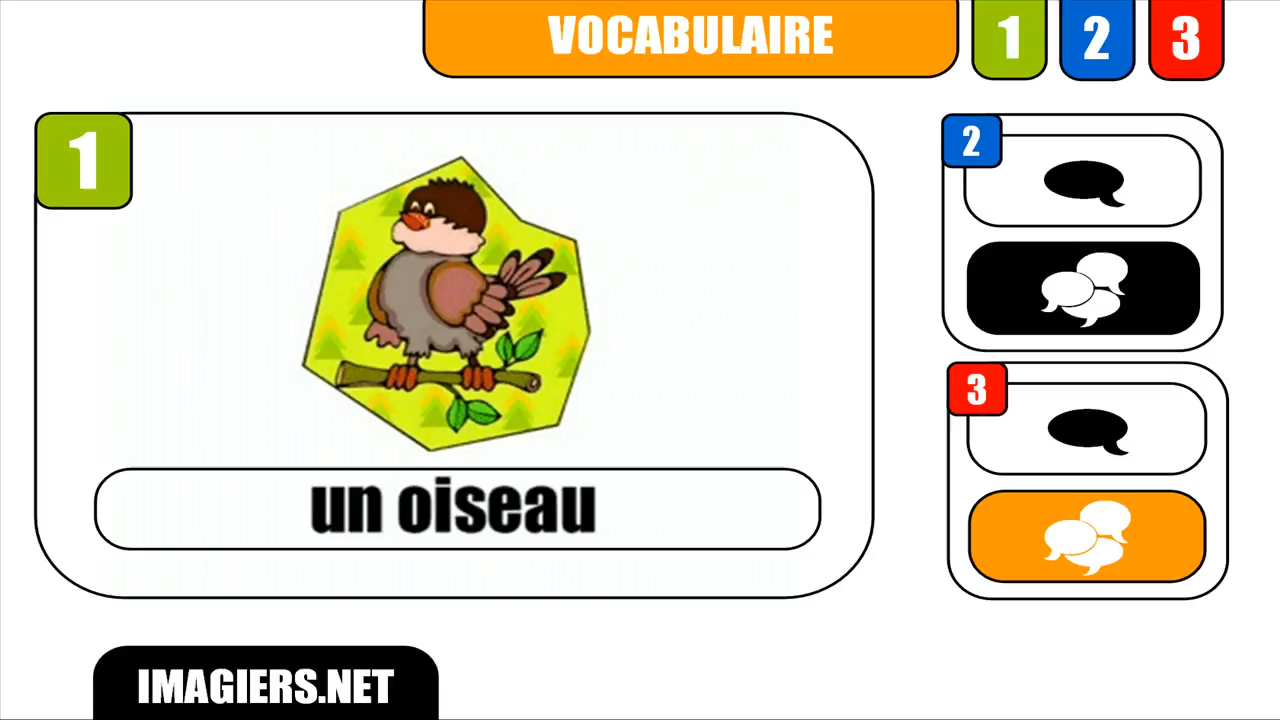 VOCABULAIRE
1 2 3
1
un oiseau
2
3
IMAGIERS.NET